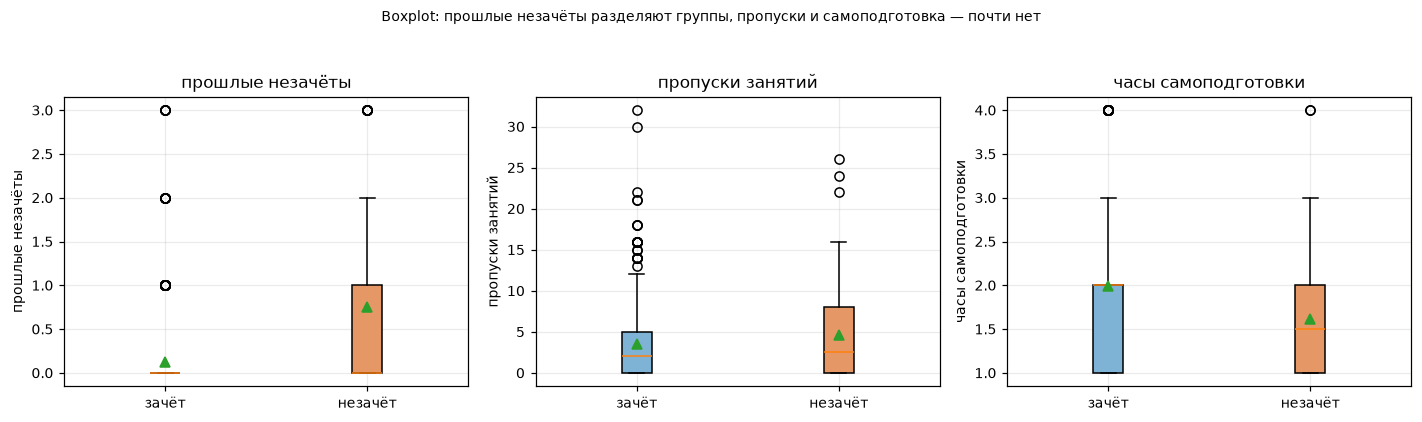 Boxplot: прошлые незачёты разделяют группы, пропуски и самоподготовка — почти нет
прошлые незачёты
прошлые незачёты
3.0
2.5
2.0
1.5
1.0
0.5
0.0
зачёт
незачёт
пропуски занятий
пропуски занятий
30
25
20
15
10
5
0
зачёт
незачёт
часы самоподготовки
часы самоподготовки
4.0
3.5
3.0
2.5
2.0
1.5
1.0
зачёт
незачёт